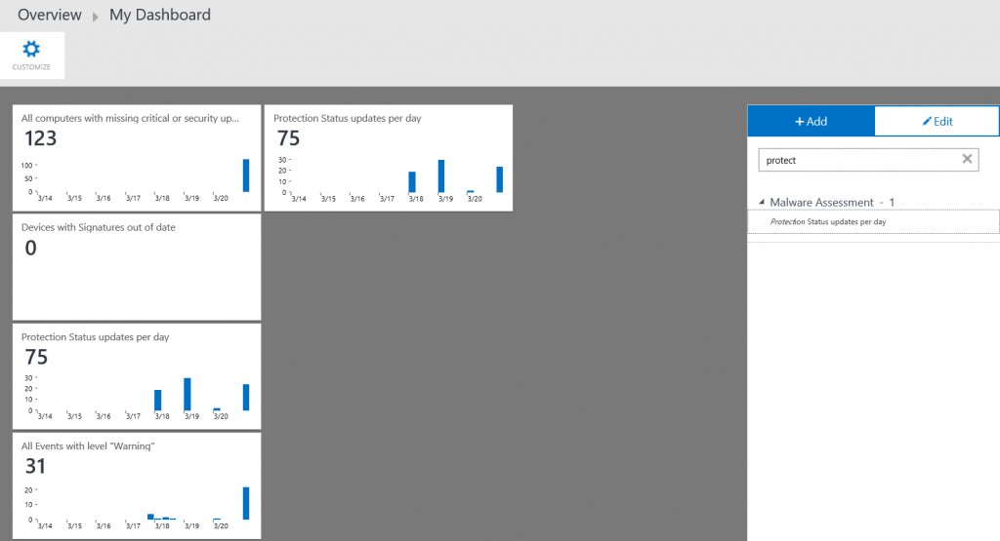 Overview My Dashboard
CUSTOMIZE
All computers with missing critical or security up...
123
100
50
0
3/14 3/15 3/16 3/17 3/18 3/19 3/20
Protection Status updates per day
75
30
20
10
0
3/14 3/15 3/16 3/17 3/18 3/19 3/20
Devices with Signatures out of date
0
Protection Status updates per day
75
30
20
10
0
3/14 3/15 3/16 3/17 3/18 3/19 3/20
All Events with level "Warning"
31
20
10
0
3/14 3/15 3/16 3/17 3/18 3/19 3/20
+ Add Edit
protect
Malware Assessment - 1
Protection Status updates per day